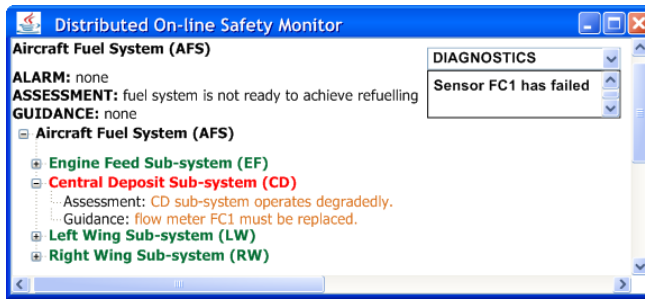 Distributed On-line Safety Monitor
Aircraft Fuel System (AFS)
DIAGNOSTICS
Sensor FC1 has failed
ALARM: none
ASSESSMENT: fuel system is not ready to achieve refuelling
GUIDANCE: none
Aircraft Fuel System (AFS)
Engine Feed Sub-system (EF)
Central Deposit Sub-system (CD)
Assessment: CD sub-system operates degradedly.
Guidance: flow meter FC1 must be replaced.
Left Wing Sub-system (LW)
Right Wing Sub-system (RW)